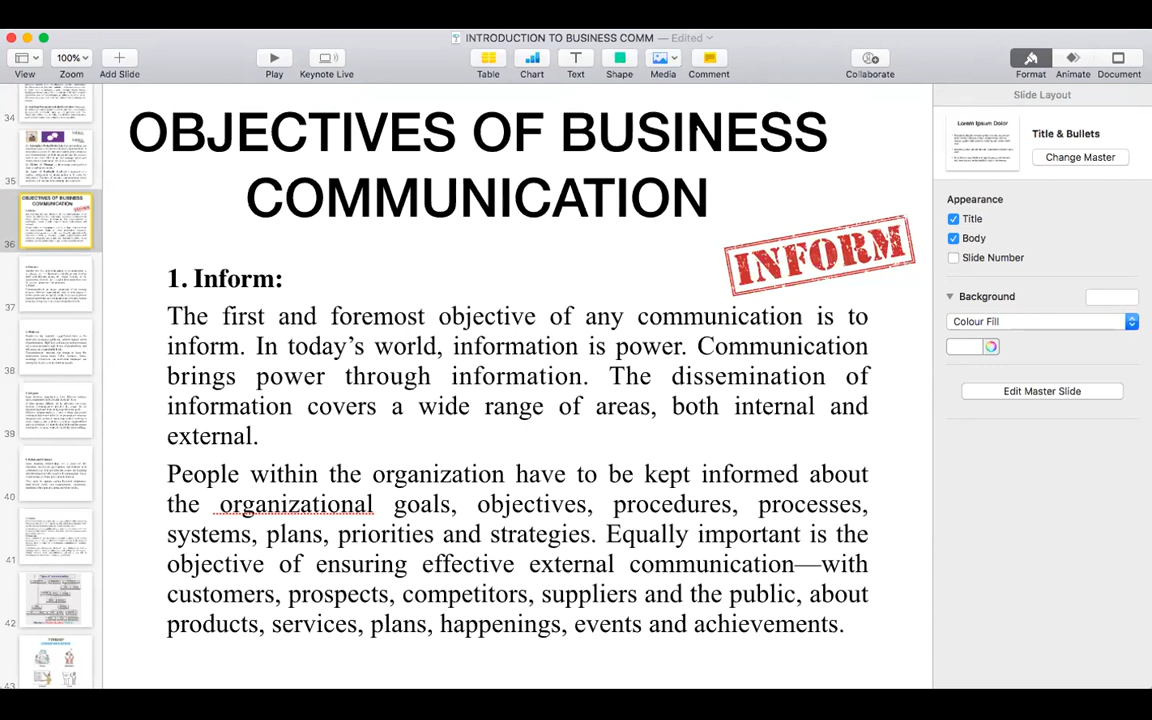 INTRODUCTION TO BUSINESS COMM — Edited
View
100%
Zoom
Add Slide
Play
Keynote Live
Table
Chart
Text
Shape
Media
Comment
Collaborate
Format
Animate
Document
34
35
36
37
38
39
40
41
42
43
OBJECTIVES OF BUSINESS
COMMUNICATION
INFORM
1. Inform:
The first and foremost objective of any communication is to
inform. In today’s world, information is power. Communication
brings power through information. The dissemination of
information covers a wide range of areas, both internal and
external.
People within the organization have to be kept informed about
the organizational goals, objectives, procedures, processes,
systems, plans, priorities and strategies. Equally important is the
objective of ensuring effective external communication—with
customers, prospects, competitors, suppliers and the public, about
products, services, plans, happenings, events and achievements.
Slide Layout
Lorem Ipsum Dolor
Title & Bullets
Change Master
Appearance
Title
Body
Slide Number
Background
Colour Fill
Edit Master Slide